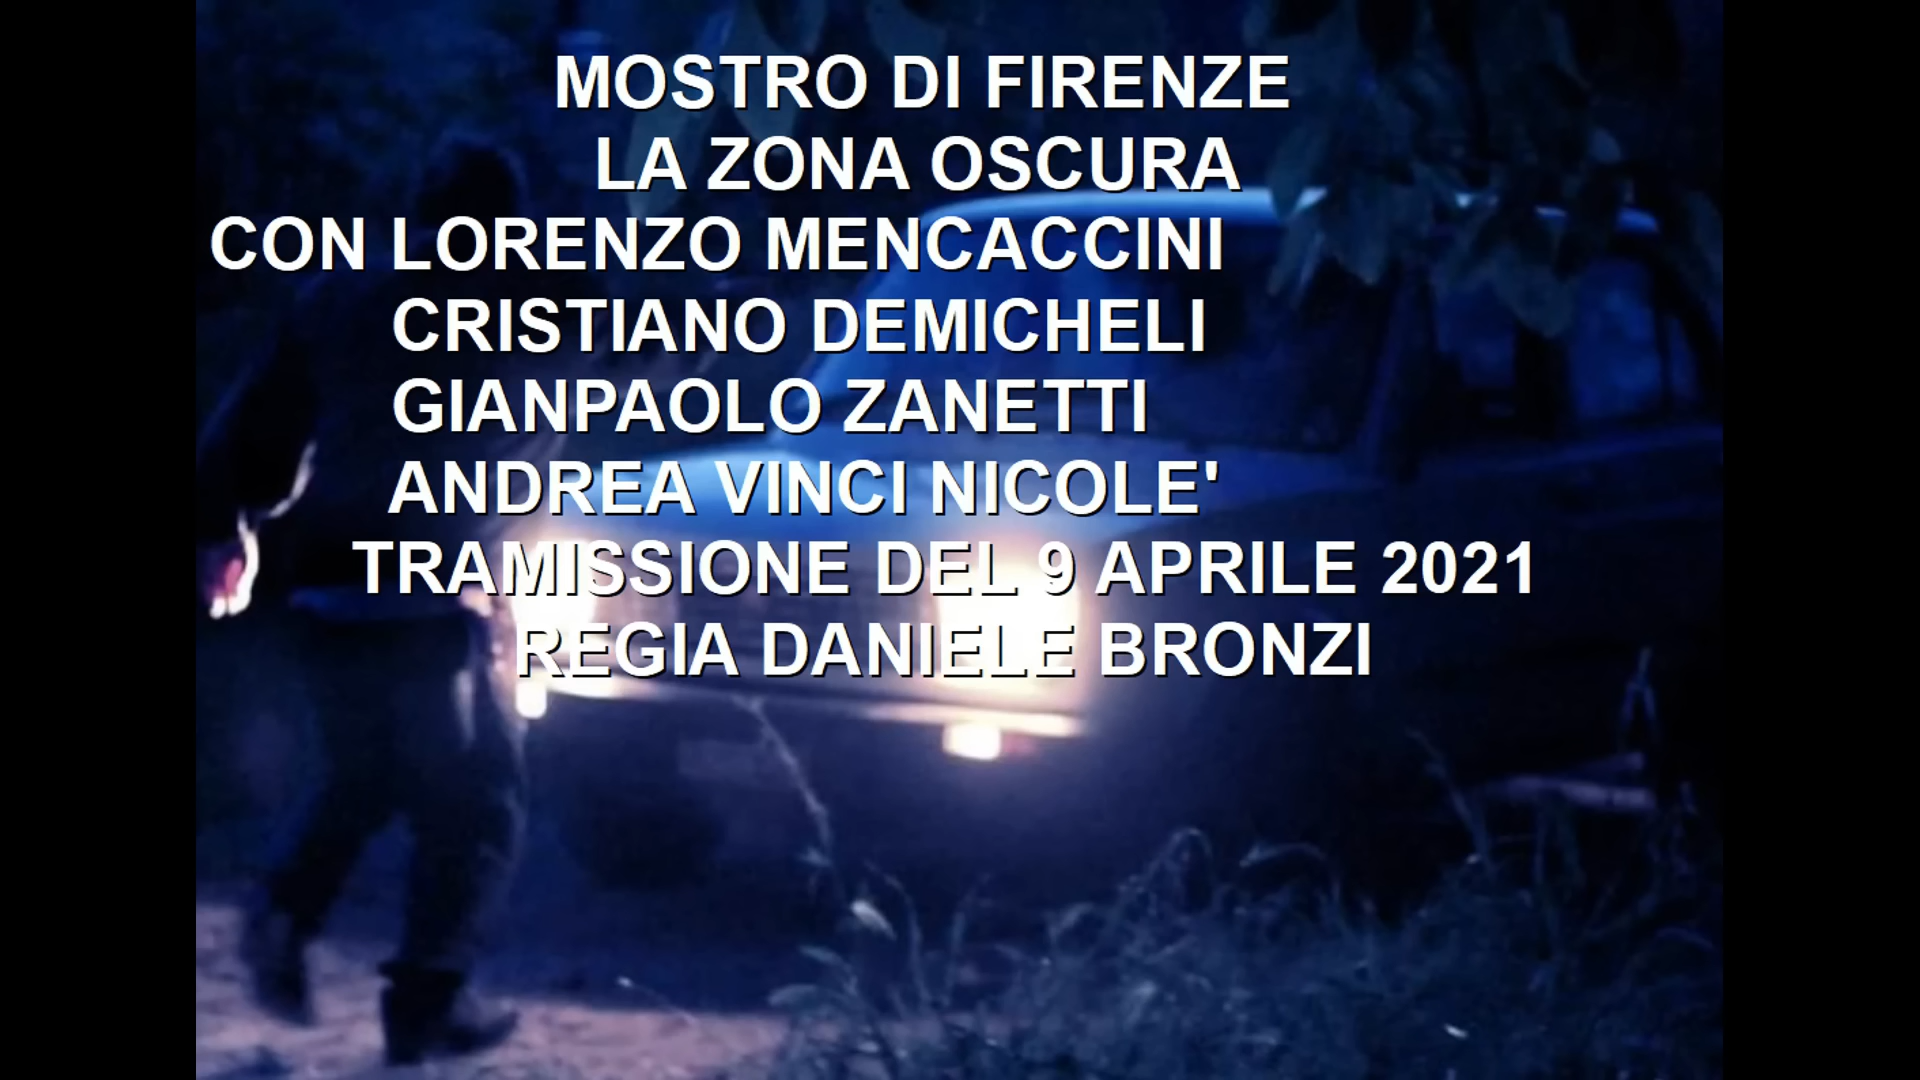 MOSTRO DI FIRENZE
LA ZONA OSCURA
CON LORENZO MENCACCINI
CRISTIANO DEMICHELI
GIANPAOLO ZANETTI
ANDREA VINCI NICOLE'
TRAMISSIONE DEL 9 APRILE 2021
REGIA DANIELE BRONZI